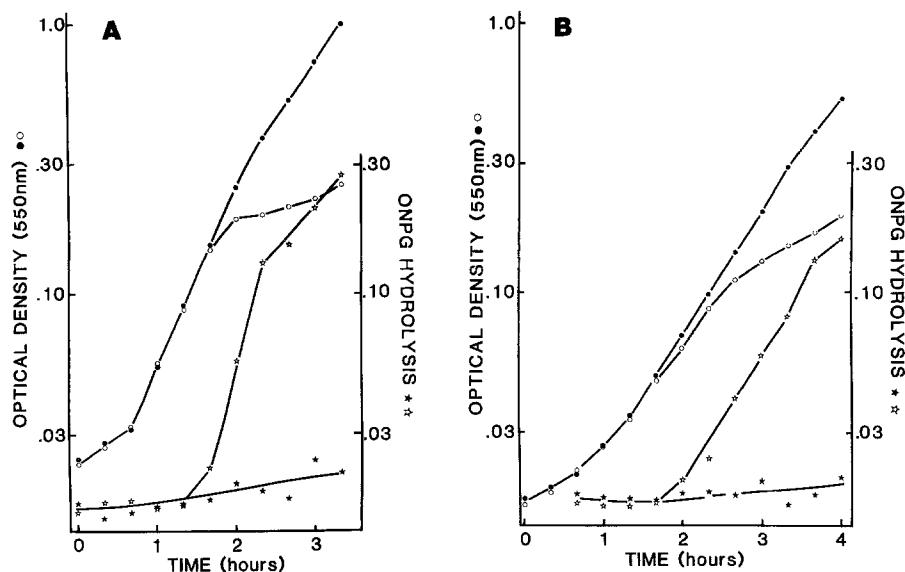 A
1.0
.30
.10
.03
OPTICAL DENSITY (550nm) ●○
.30
.10
.03
ONPG HYDROLYSIS ★☆
0 1 2 3
TIME (hours)
B
1.0
.30
.10
.03
OPTICAL DENSITY (550nm) ●○
.30
.10
.03
ONPG HYDROLYSIS ★☆
0 1 2 3 4
TIME (hours)